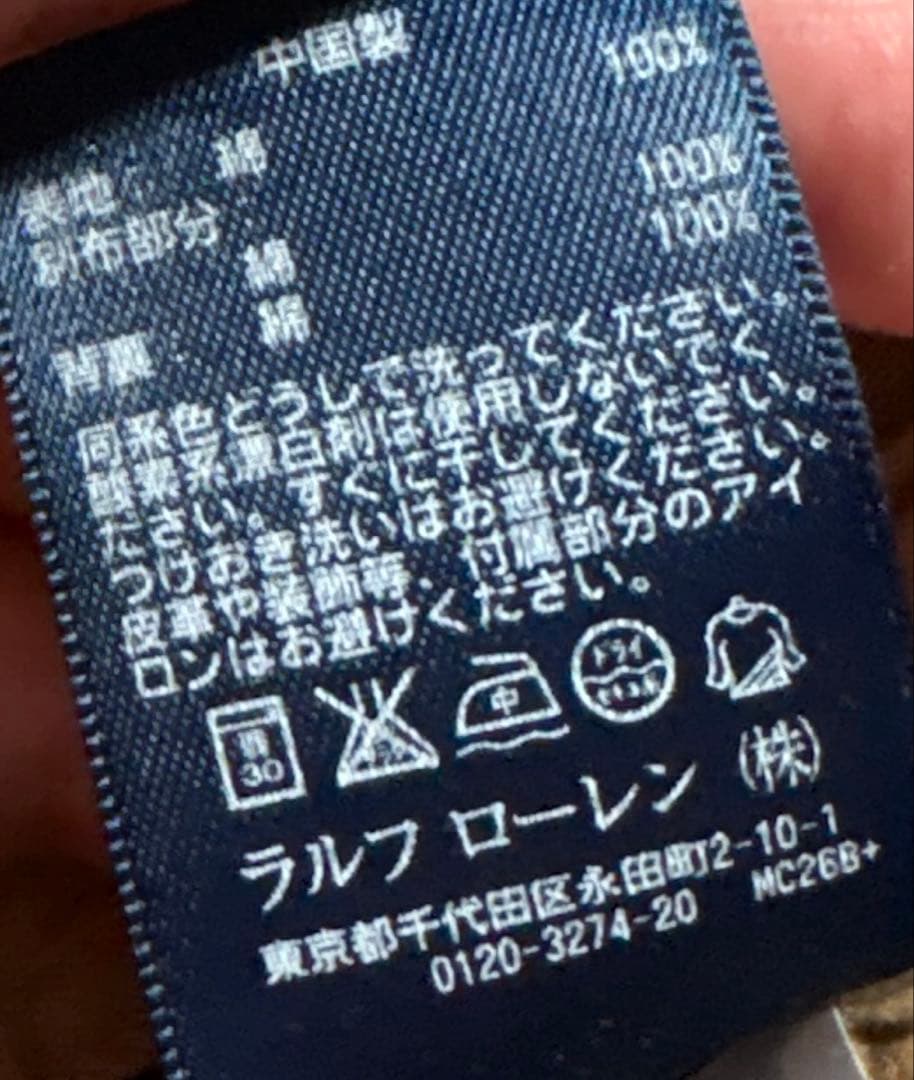 中国製
表地 綿 100%
別布部分
綿 100%
背裏 綿 100%
同系色どうしで洗ってください。
酸素系漂白剤は使用しないでく
ださい。すぐに干してください。
つけおき洗いはお避けください。
皮革や装飾等、付属部分のアイ
ロンはお避けください。
30
中
ドライ
ラルフ ローレン (株)
東京都千代田区永田町2-10-1
0120-3274-20 MC26B+